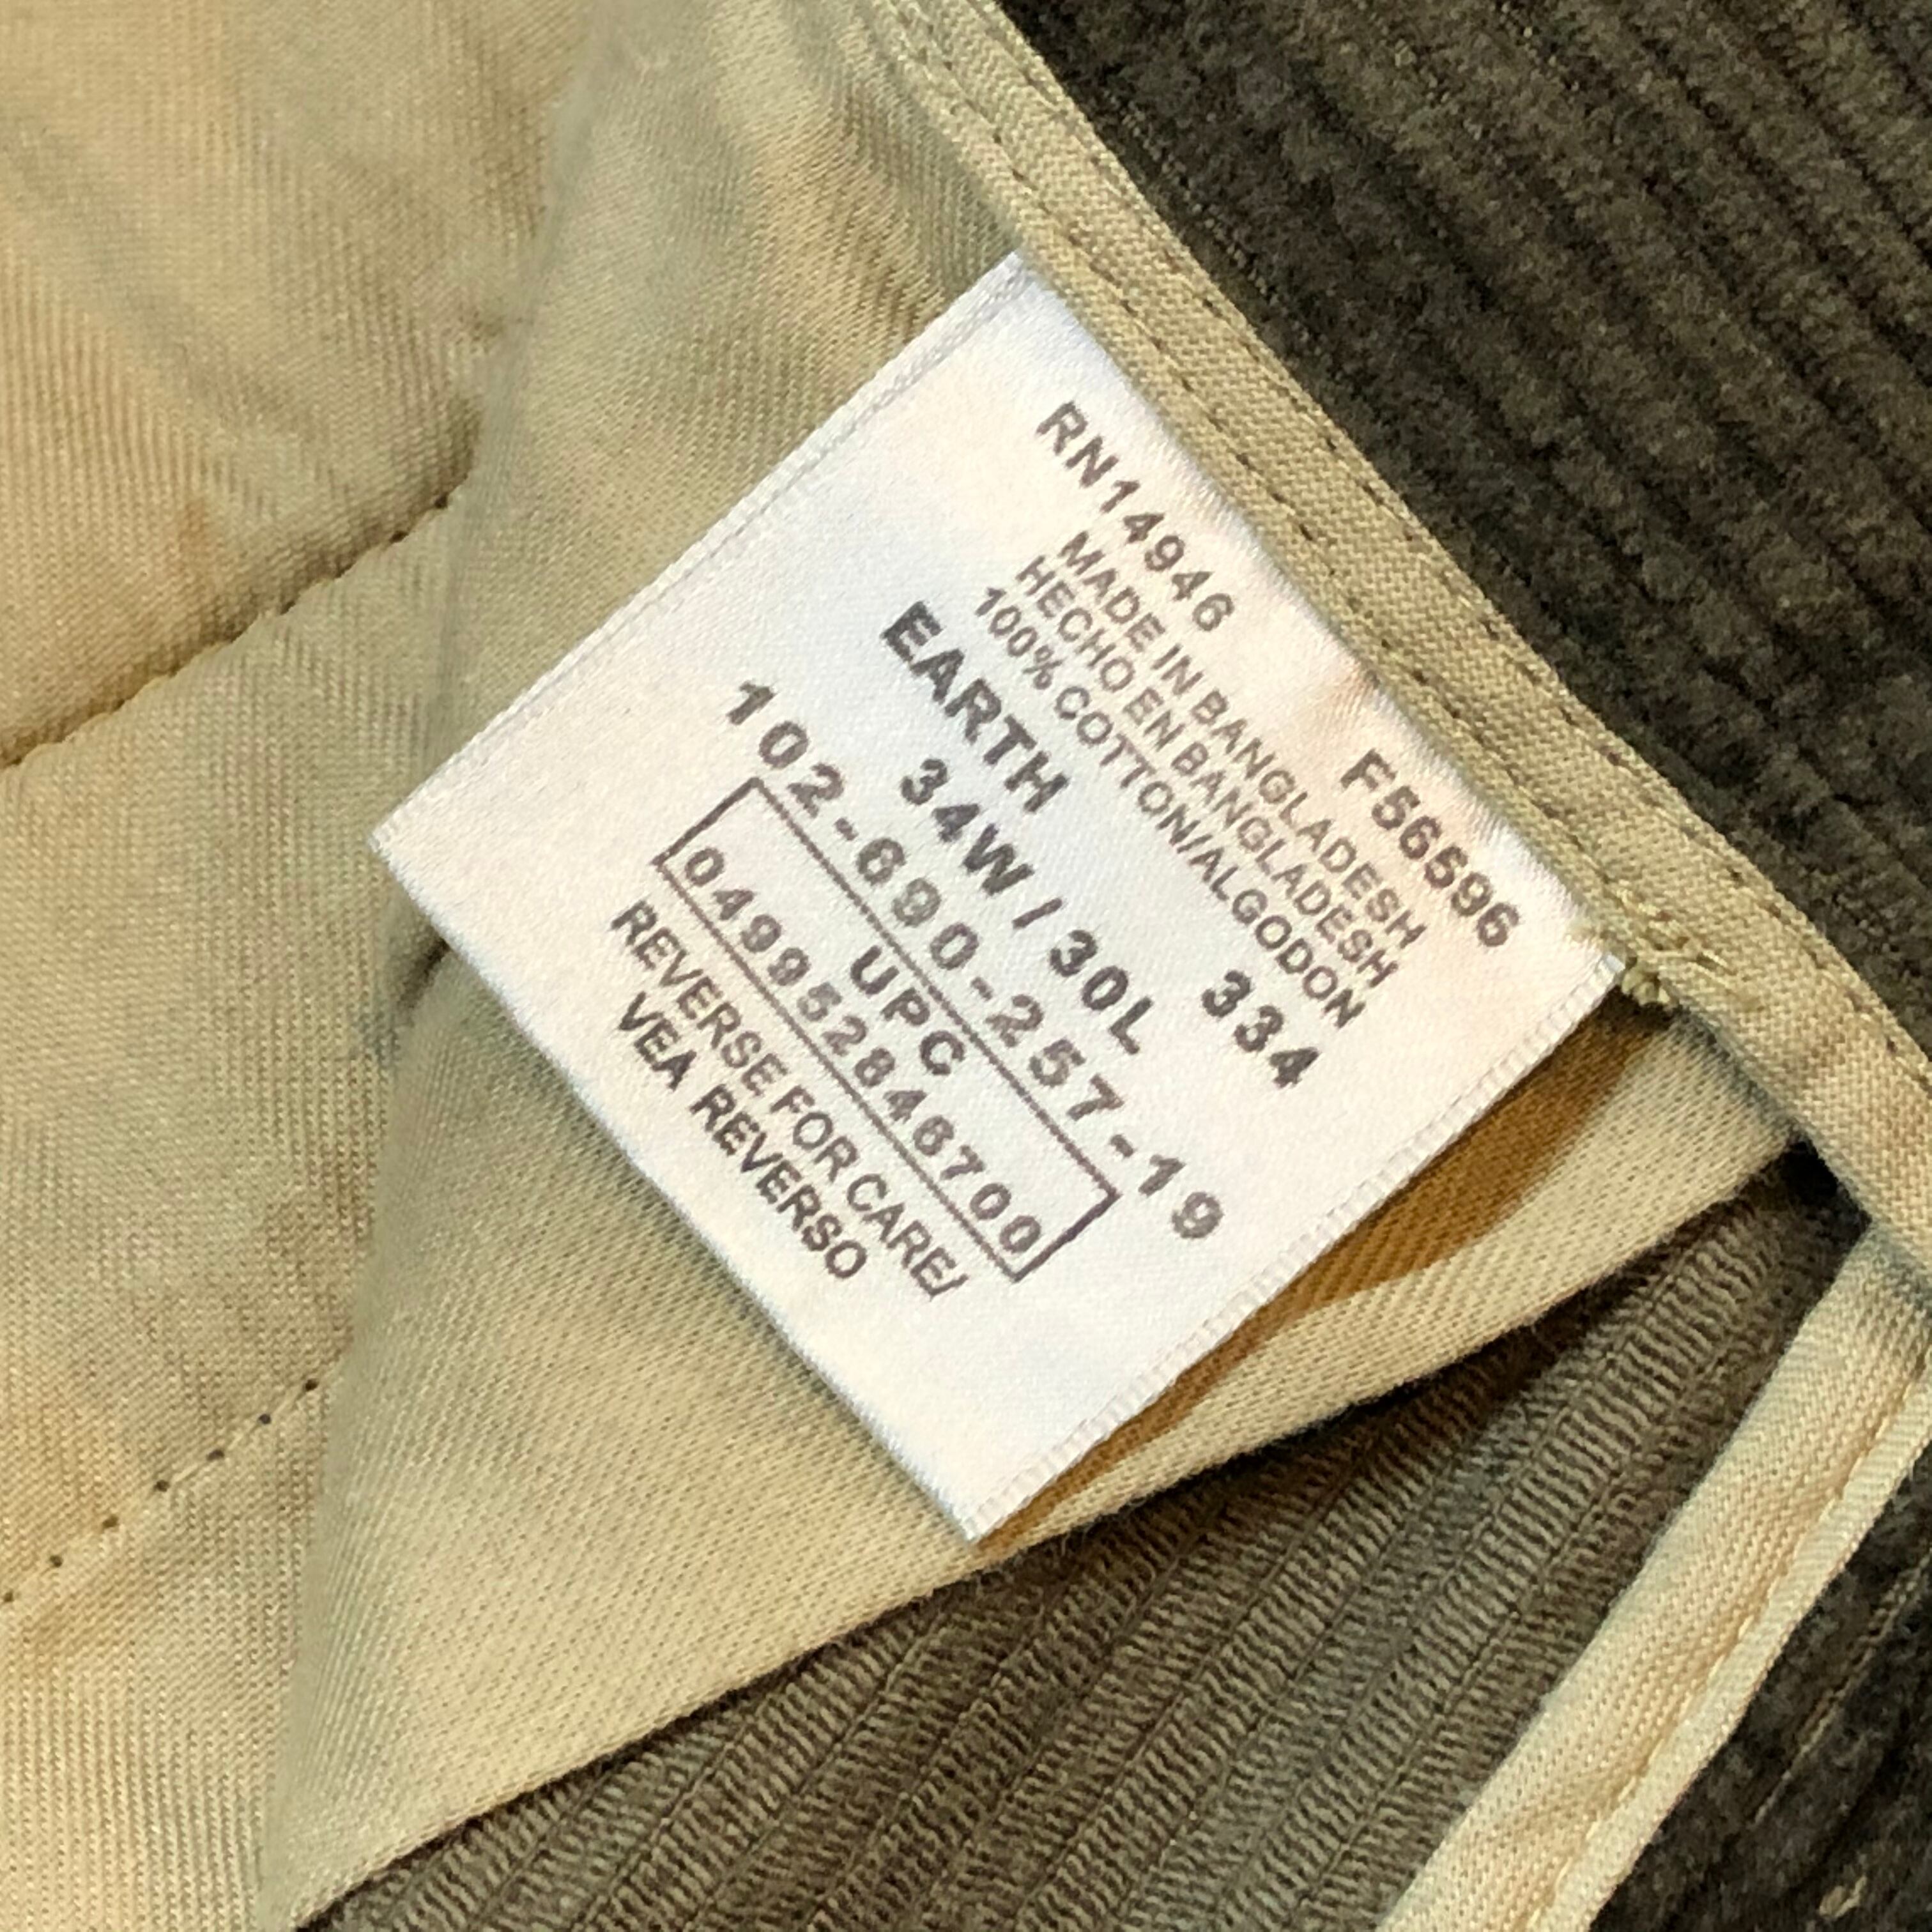 RN14946 F56596
MADE IN BANGLADESH
HECHO EN BANGLADESH
100% COTTON/ALGODON
EARTH 334
34W / 30L
102-690-257-19
UPC
049952846700
REVERSE FOR CARE/
VEA REVERSO